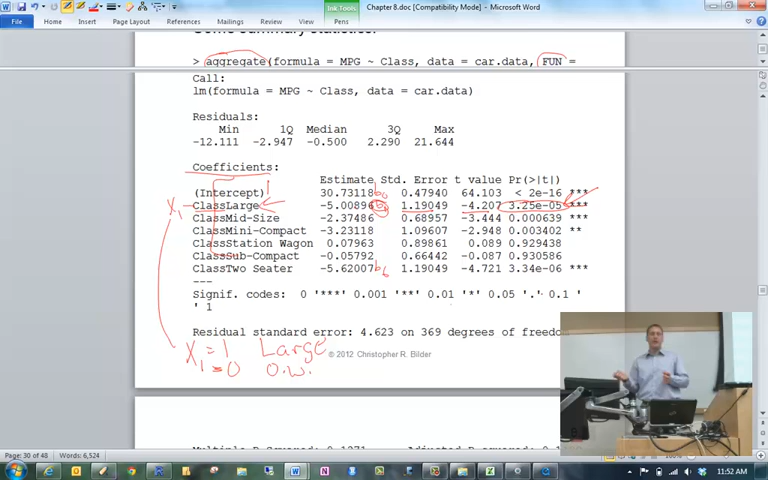 Chapter 8.doc [Compatibility Mode] - Microsoft Word
Ink Tools
File Home Insert Page Layout References Mailings Review View Pens
> aggregate(formula = MPG ~ Class, data = car.data, FUN =
Call:
lm(formula = MPG ~ Class, data = car.data)
Residuals:
Min 1Q Median 3Q Max
-12.111 -2.947 -0.500 2.290 21.644
Coefficients:
Estimate Std. Error t value Pr(>|t|)
(Intercept) 30.73118 b0 0.47940 64.103 < 2e-16 ***
X1 ClassLarge -5.00896 b1 1.19049 -4.207 3.25e-05 ***
ClassMid-Size -2.37486 0.68957 -3.444 0.000639 ***
ClassMini-Compact -3.23118 1.09607 -2.948 0.003402 **
ClassStation Wagon 0.07963 0.89861 0.089 0.929438
ClassSub-Compact -0.05792 0.66442 -0.087 0.930586
ClassTwo Seater -5.62007 b6 1.19049 -4.721 3.34e-06 ***
---
Signif. codes: 0 '***' 0.001 '**' 0.01 '*' 0.05 '.' 0.1 '
' 1
Residual standard error: 4.623 on 369 degrees of freedom
X1 = 1 Large
X1 = 0 O.W.
© 2012 Christopher R. Bilder
Page: 30 of 48 Words: 6,524
11:52 AM